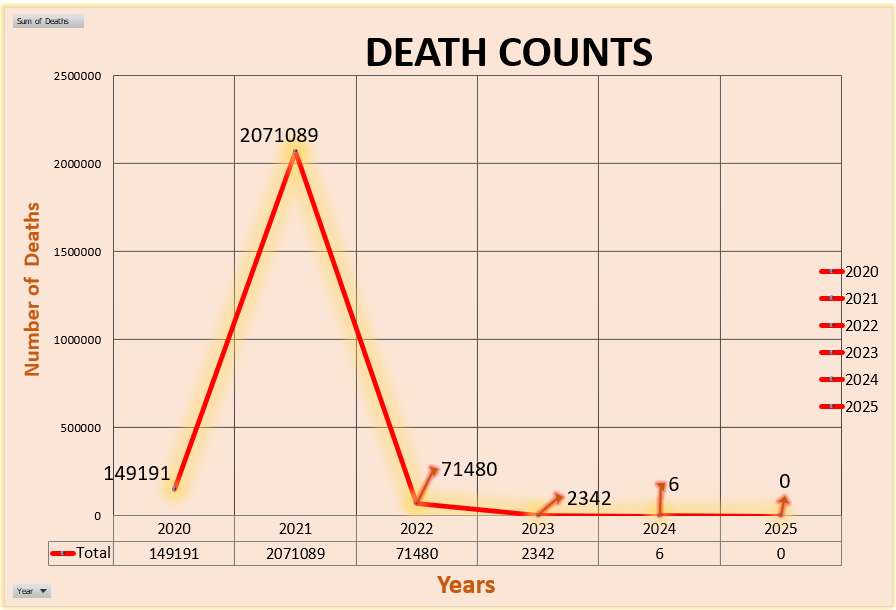 Sum of Deaths
DEATH COUNTS
2500000
2000000
1500000
1000000
500000
0
Number of Deaths
149191
2071089
71480
2342
6
0
2020
2021
2022
2023
2024
2025
2020 2021 2022 2023 2024 2025
Total 149191 2071089 71480 2342 6 0
Years
Year